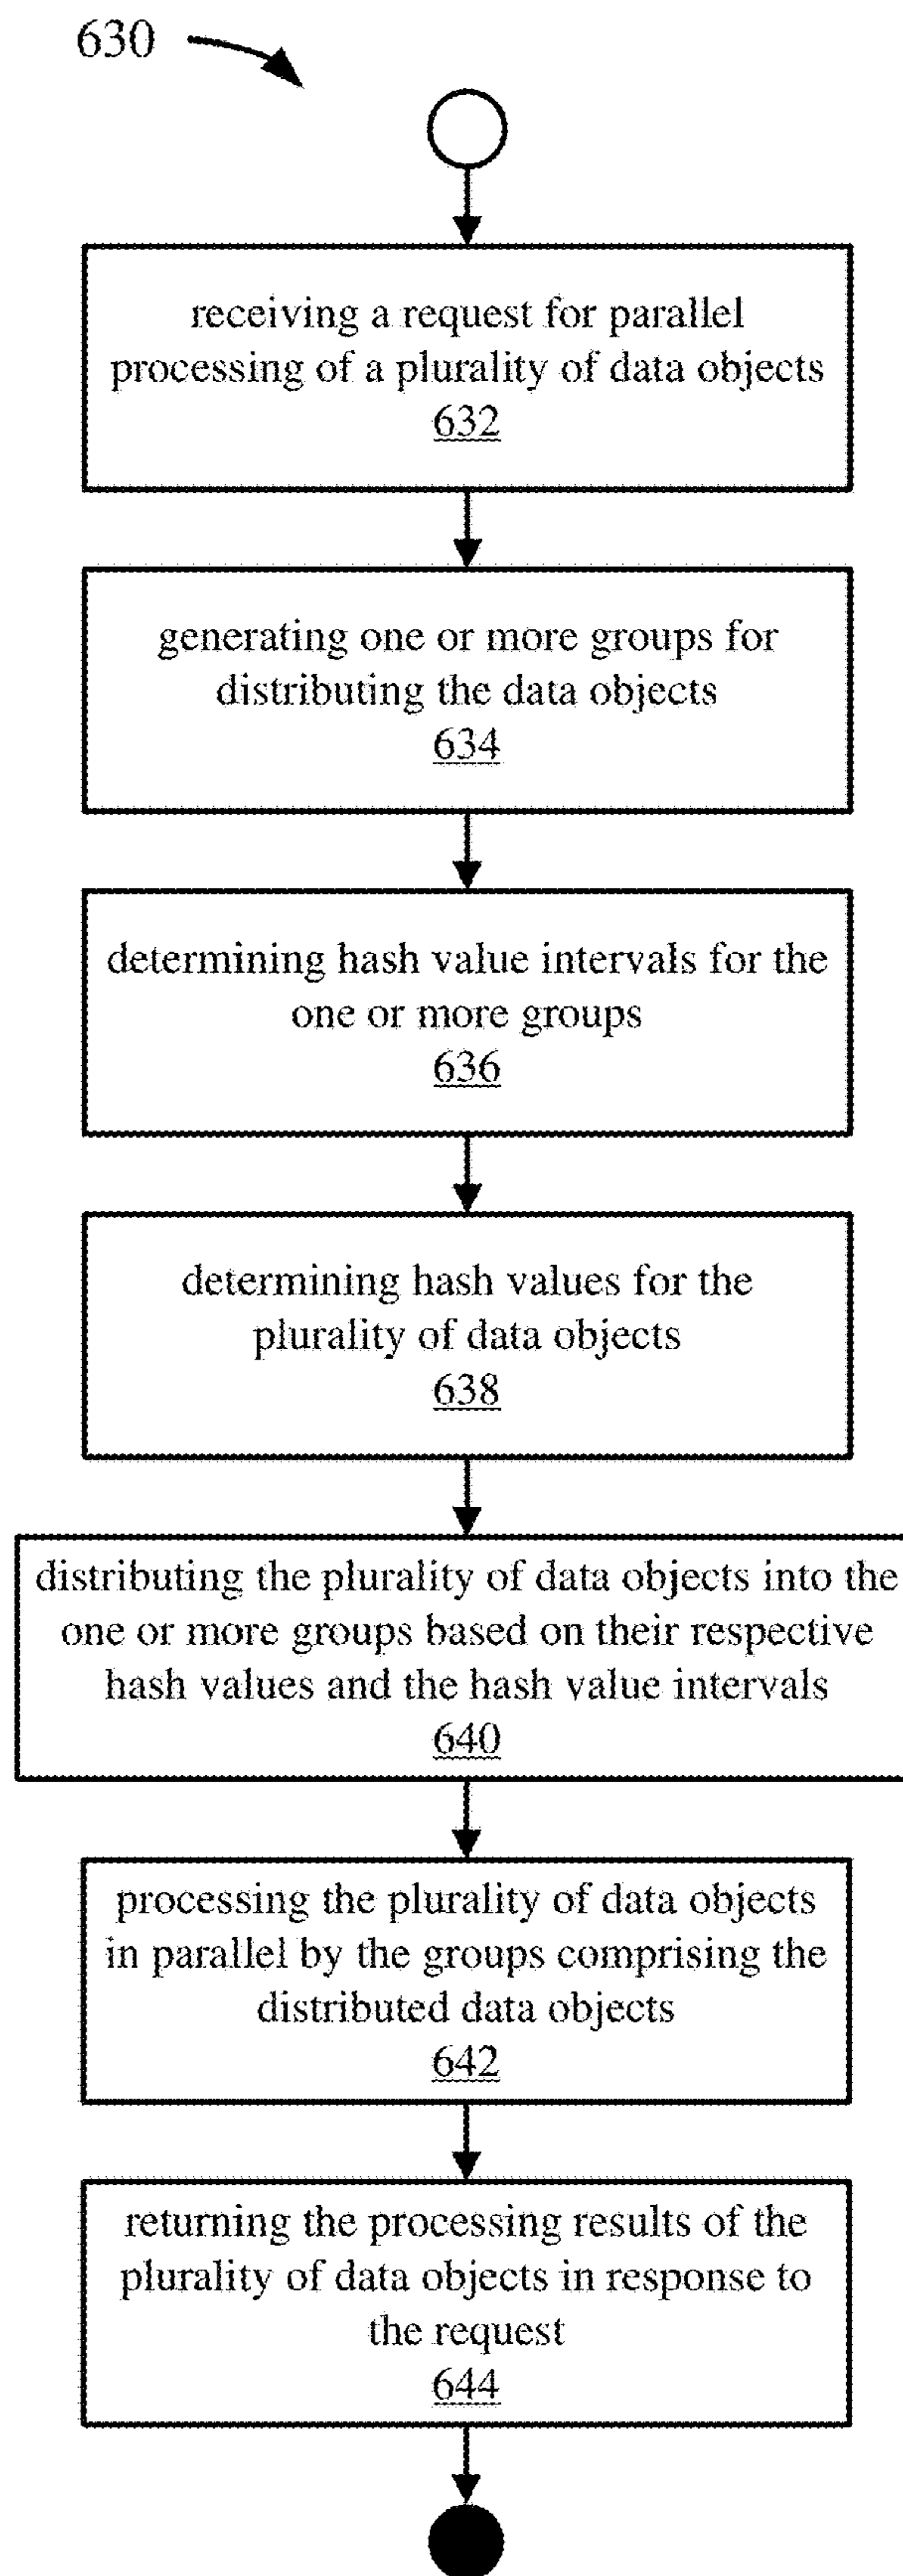 630
receiving a request for parallel
processing of a plurality of data objects
632
generating one or more groups for
distributing the data objects
634
determining hash value intervals for the
one or more groups
636
determining hash values for the
plurality of data objects
638
distributing the plurality of data objects into the
one or more groups based on their respective
hash values and the hash value intervals
640
processing the plurality of data objects
in parallel by the groups comprising the
distributed data objects
642
returning the processing results of the
plurality of data objects in response to
the request
644